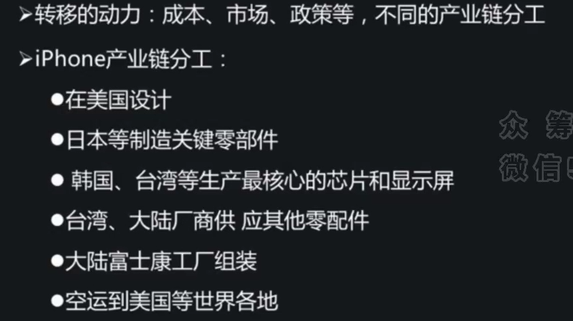 ➢转移的动力：成本、市场、政策等，不同的产业链分工
➢iPhone产业链分工：
●在美国设计
●日本等制造关键零部件
众 筹
● 韩国、台湾等生产最核心的芯片和显示屏
微信
●台湾、大陆厂商供 应其他零配件
●大陆富士康工厂组装
●空运到美国等世界各地